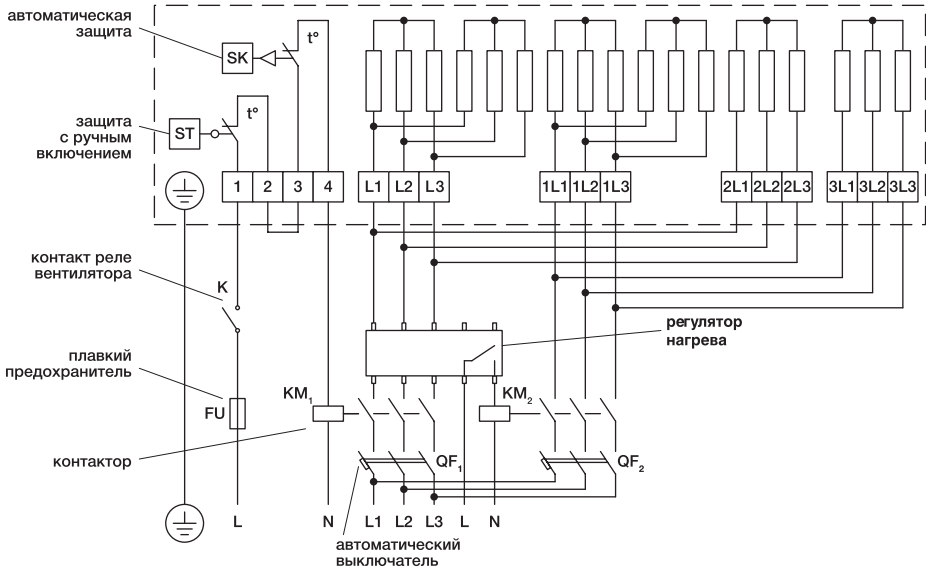 автоматическая
защита
SK
t°
защита
с ручным
включением
ST
t°
1 2 3 4
L1 L2 L3
1L1 1L2 1L3
2L1 2L2 2L3
3L1 3L2 3L3
контакт реле
вентилятора
K
регулятор
нагрева
плавкий
предохранитель
FU
KM1
KM2
контактор
QF1
QF2
L
N
L1 L2 L3 L N
автоматический
выключатель